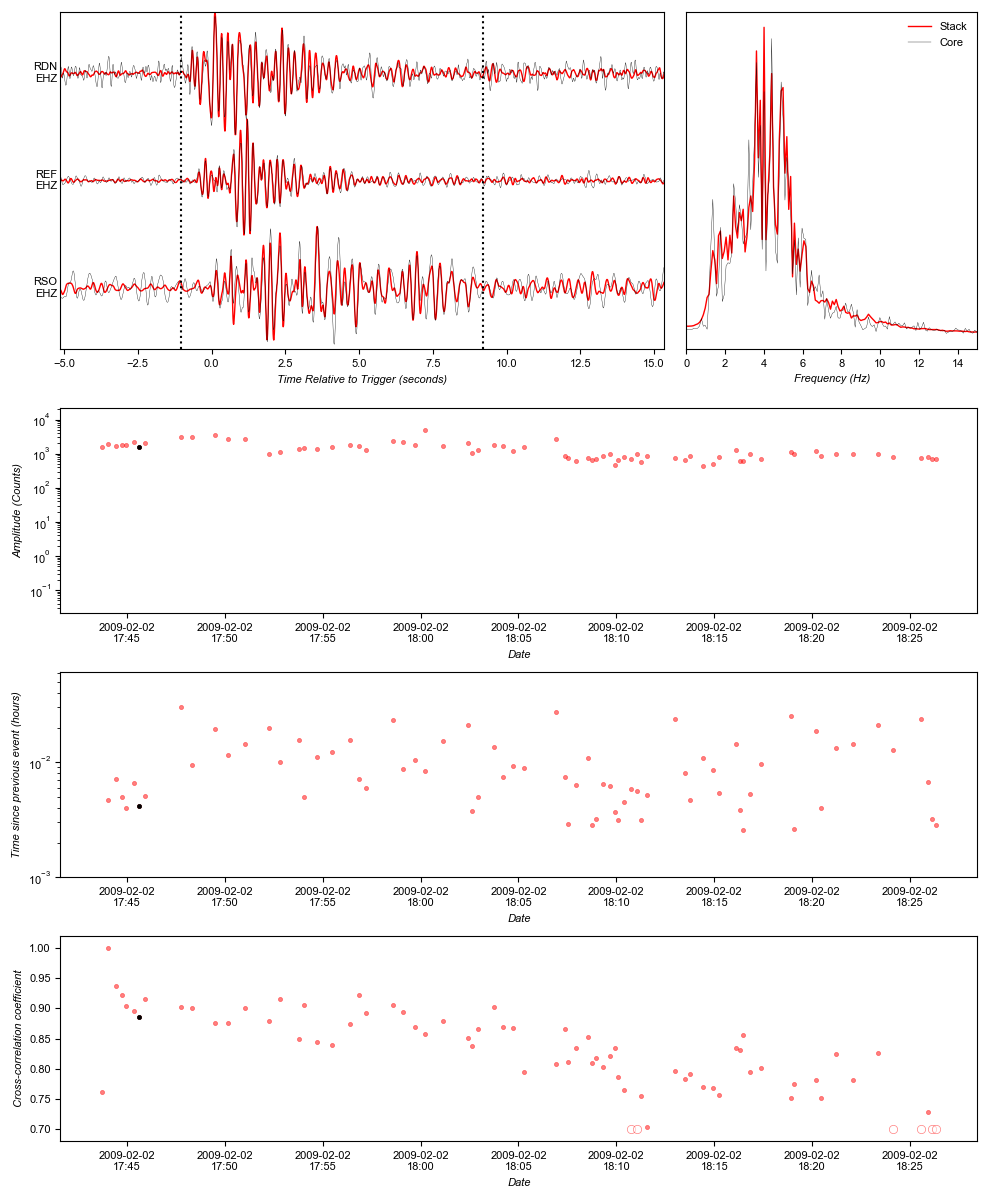 RDN
EHZ
REF
EHZ
RSO
EHZ
−5.0 −2.5 0.0 2.5 5.0 7.5 10.0 12.5 15.0
Time Relative to Trigger (seconds)
Stack
Core
0 2 4 6 8 10 12 14
Frequency (Hz)
Amplitude (Counts)
10⁴
10³
10²
10¹
10⁰
10⁻¹
2009-02-02 2009-02-02 2009-02-02 2009-02-02 2009-02-02 2009-02-02 2009-02-02 2009-02-02 2009-02-02
17:45 17:50 17:55 18:00 18:05 18:10 18:15 18:20 18:25
Date
Time since previous event (hours)
10⁻²
10⁻³
2009-02-02 2009-02-02 2009-02-02 2009-02-02 2009-02-02 2009-02-02 2009-02-02 2009-02-02 2009-02-02
17:45 17:50 17:55 18:00 18:05 18:10 18:15 18:20 18:25
Date
Cross-correlation coefficient
1.00
0.95
0.90
0.85
0.80
0.75
0.70
2009-02-02 2009-02-02 2009-02-02 2009-02-02 2009-02-02 2009-02-02 2009-02-02 2009-02-02 2009-02-02
17:45 17:50 17:55 18:00 18:05 18:10 18:15 18:20 18:25
Date